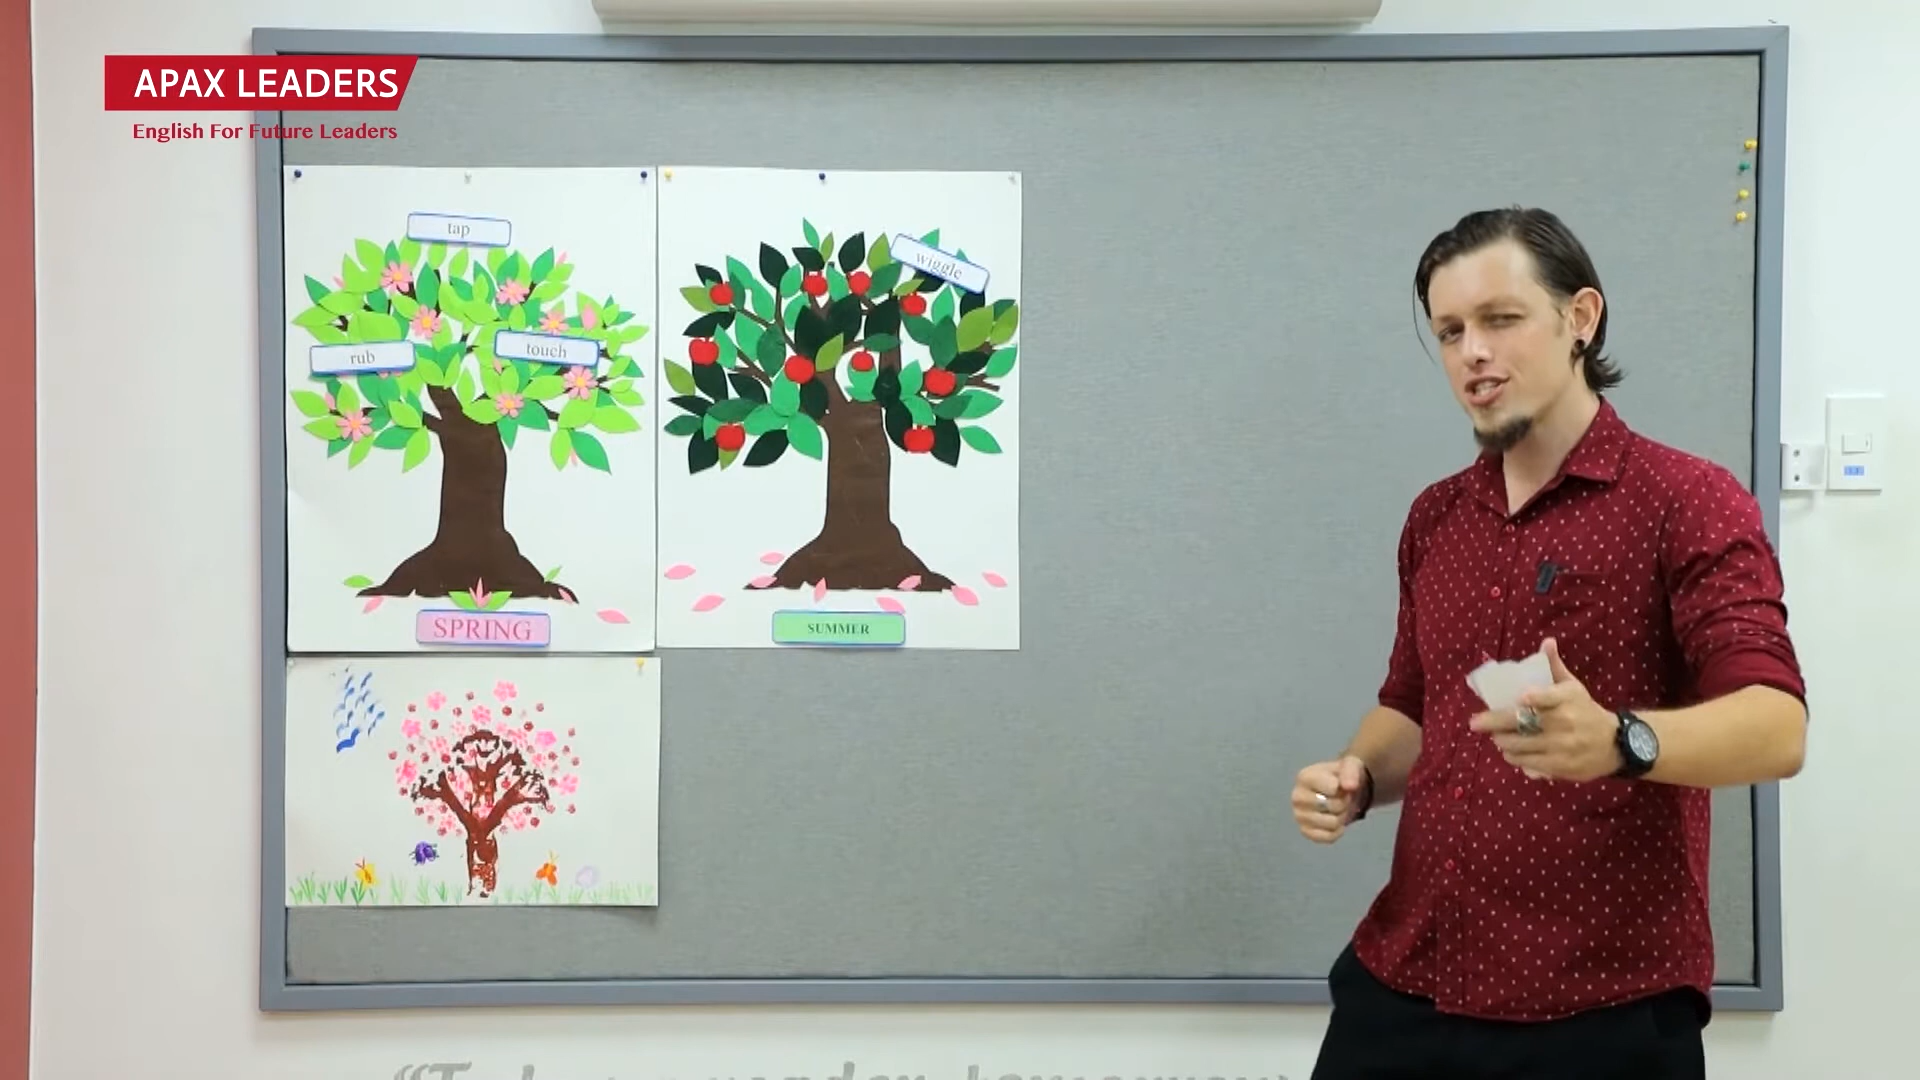 APAX LEADERS
English For Future Leaders
tap
rub
touch
SPRING
wiggle
SUMMER